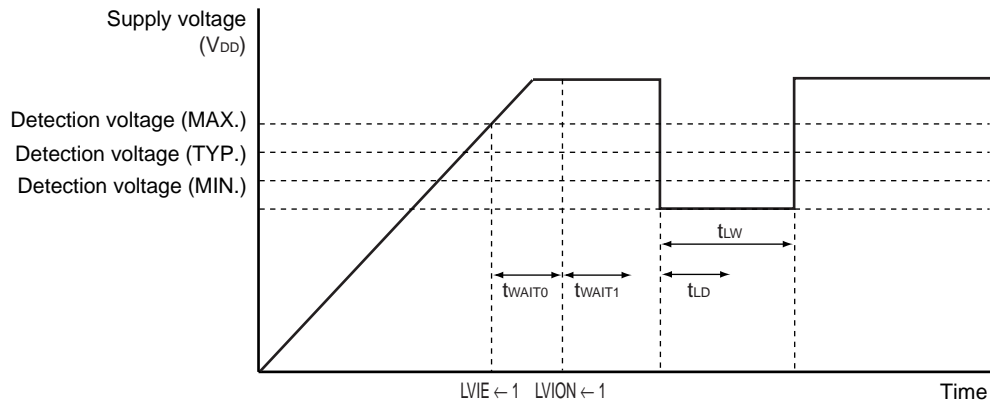 Supply voltage
(VDD)
Detection voltage (MAX.)
Detection voltage (TYP.)
Detection voltage (MIN.)
tLW
tWAIT0 tWAIT1 tLD
LVIE ← 1 LVION ← 1 Time